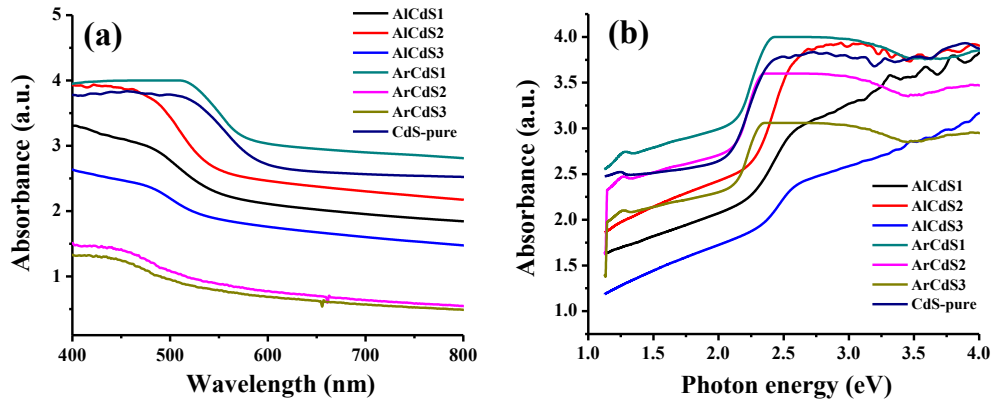 (a)
AlCdS1
AlCdS2
AlCdS3
ArCdS1
ArCdS2
ArCdS3
CdS-pure
5
4
3
2
1
Absorbance (a.u.)
400
500
600
700
800
Wavelength (nm)
(b)
4.0
3.5
3.0
2.5
2.0
1.5
1.0
Absorbance (a.u.)
AlCdS1
AlCdS2
AlCdS3
ArCdS1
ArCdS2
ArCdS3
CdS-pure
1.0
1.5
2.0
2.5
3.0
3.5
4.0
Photon energy (eV)